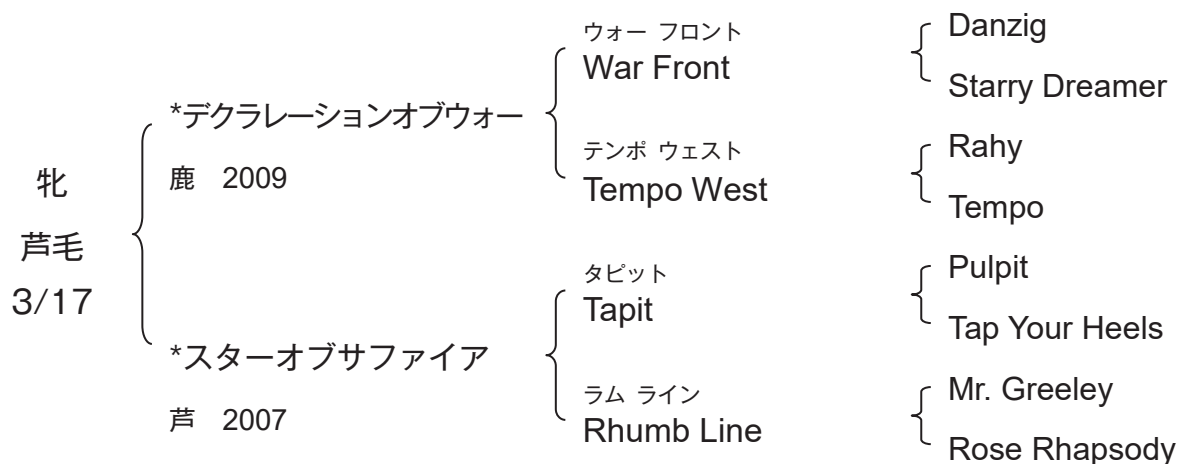 牝
芦毛
3/17
*デクラレーションオブウォー
鹿 2009
*スターオブサファイア
芦 2007
ウォー フロント
War Front
テンポ ウェスト
Tempo West
タピット
Tapit
ラム ライン
Rhumb Line
Danzig
Starry Dreamer
Rahy
Tempo
Pulpit
Tap Your Heels
Mr. Greeley
Rose Rhapsody